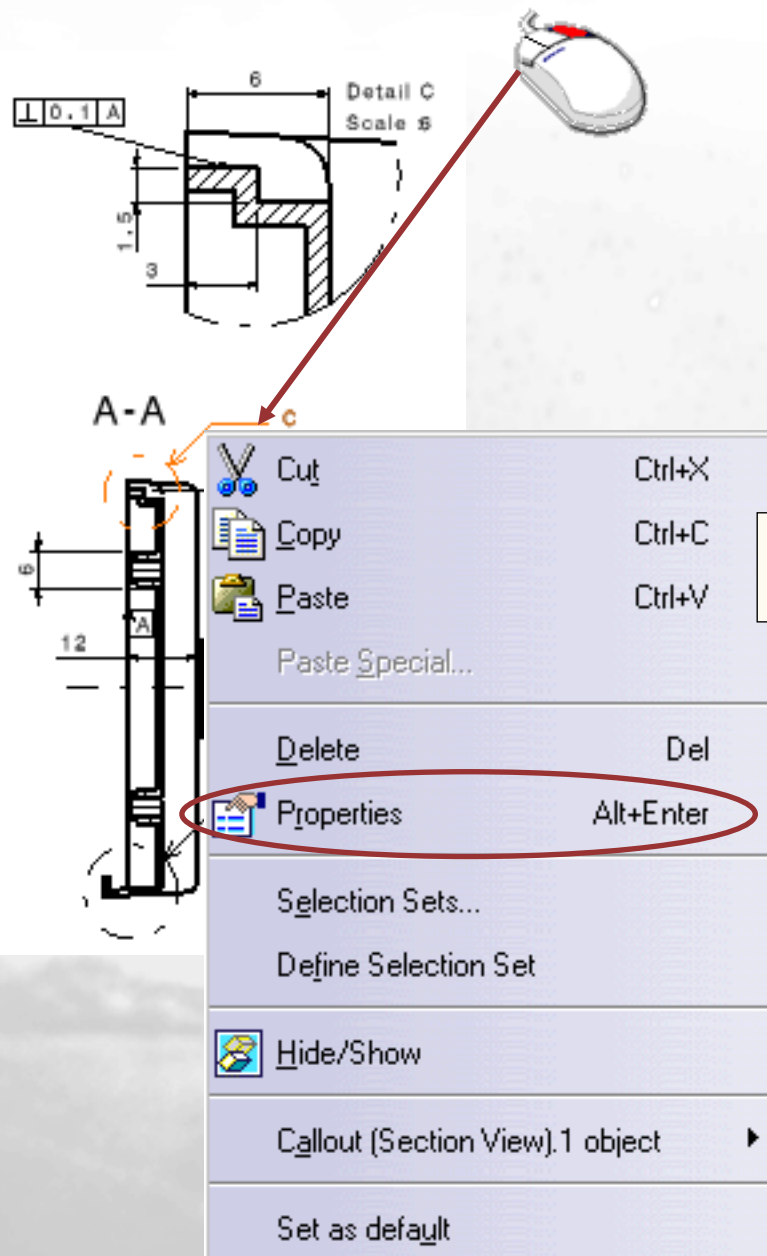 6
Detail C
Scale :6
⊥ 0.1 A
1.5
3
A-A
C
6
A
12
Cut Ctrl+X
Copy Ctrl+C
Paste Ctrl+V
Paste Special...
Delete Del
Properties Alt+Enter
Selection Sets...
Define Selection Set
Hide/Show
Callout (Section View).1 object
Set as default